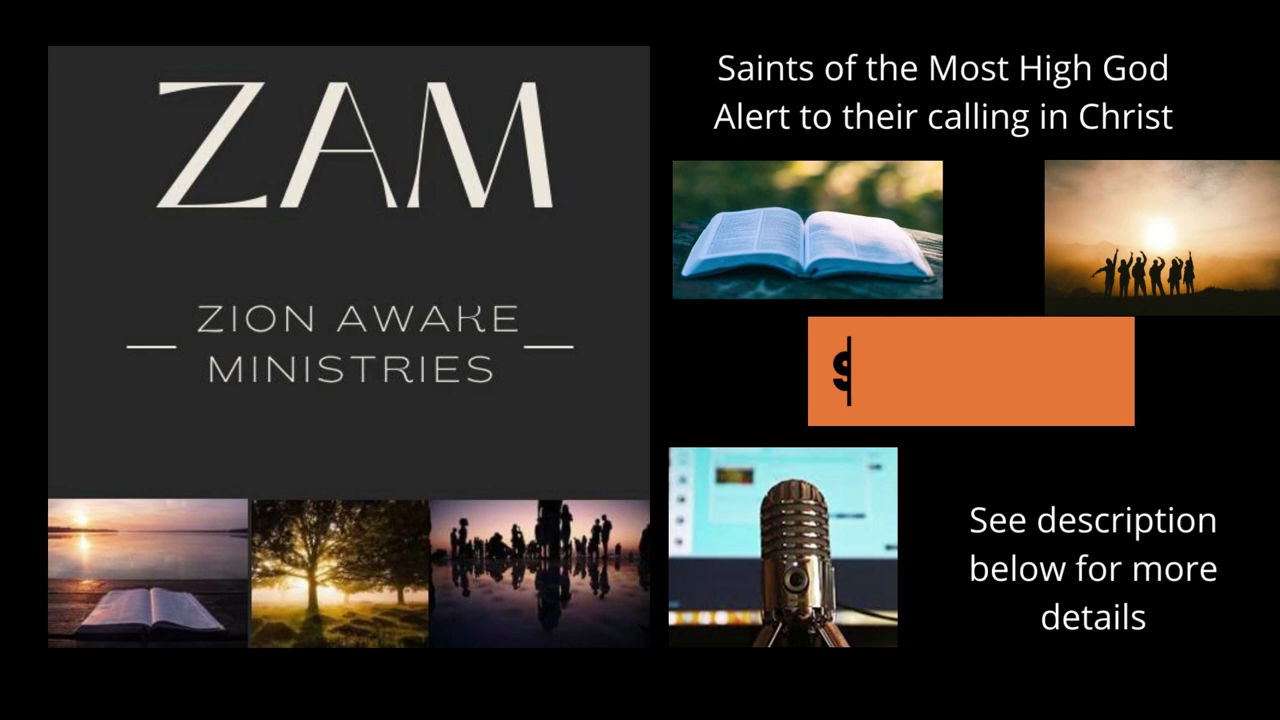 ZAM
ZION AWAKE
MINISTRIES
Saints of the Most High God
Alert to their calling in Christ
See description
below for more
details